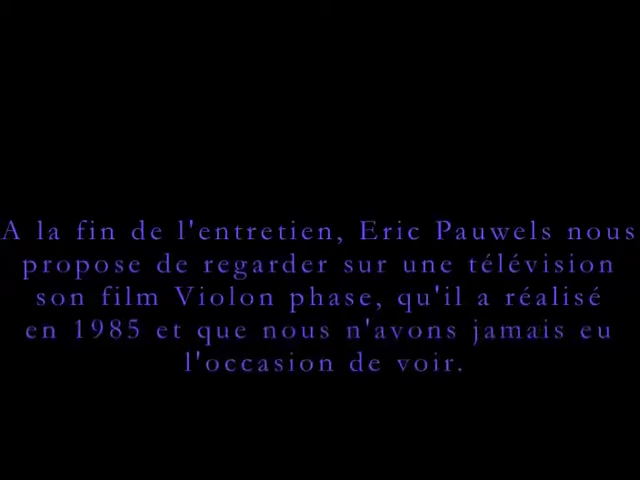 A la fin de l'entretien, Eric Pauwels nous
propose de regarder sur une télévision
son film Violon phase, qu'il a réalisé
en 1985 et que nous n'avons jamais eu
l'occasion de voir.